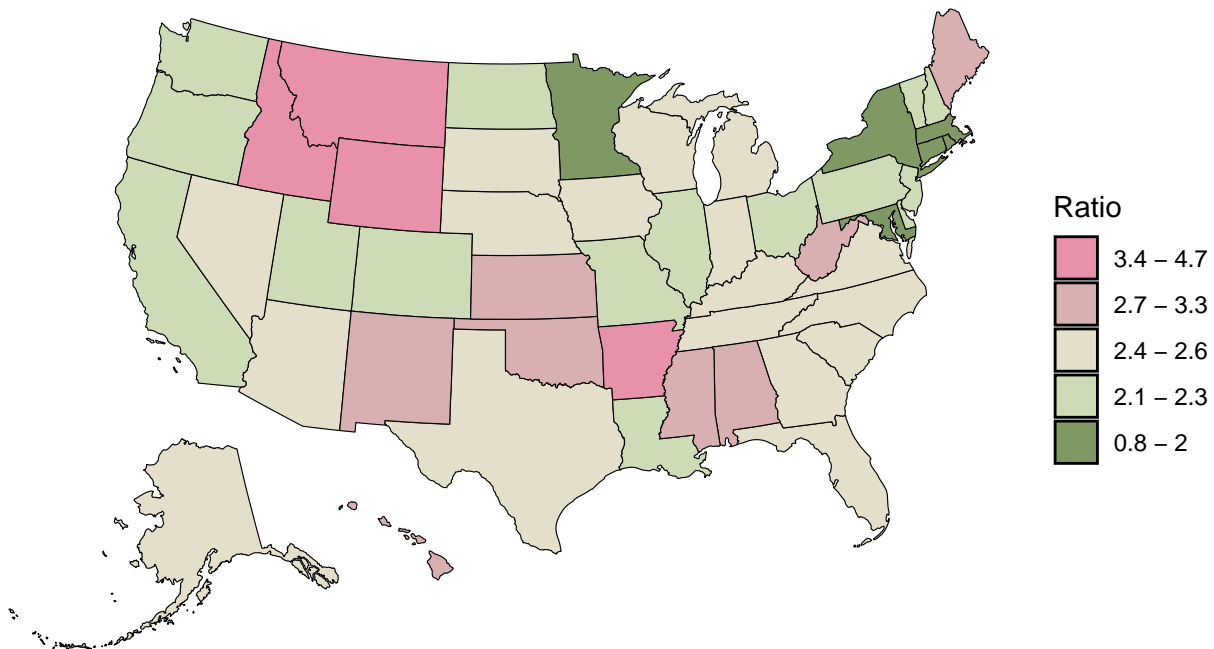 Ratio
3.4 – 4.7
2.7 – 3.3
2.4 – 2.6
2.1 – 2.3
0.8 – 2